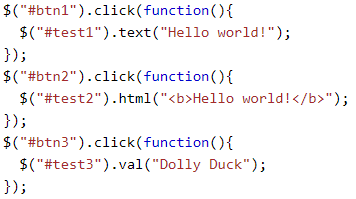 $("#btn1").click(function(){
  $("#test1").text("Hello world!");
});
$("#btn2").click(function(){
  $("#test2").html("<b>Hello world!</b>");
});
$("#btn3").click(function(){
  $("#test3").val("Dolly Duck");
});